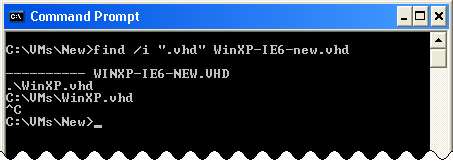 Command Prompt
C:\VMs\New>find /i ".vhd" WinXP-IE6-new.vhd
---------- WINXP-IE6-NEW.VHD
.\WinXP.vhd
C:\VMs\WinXP.vhd
^C
C:\VMs\New>_